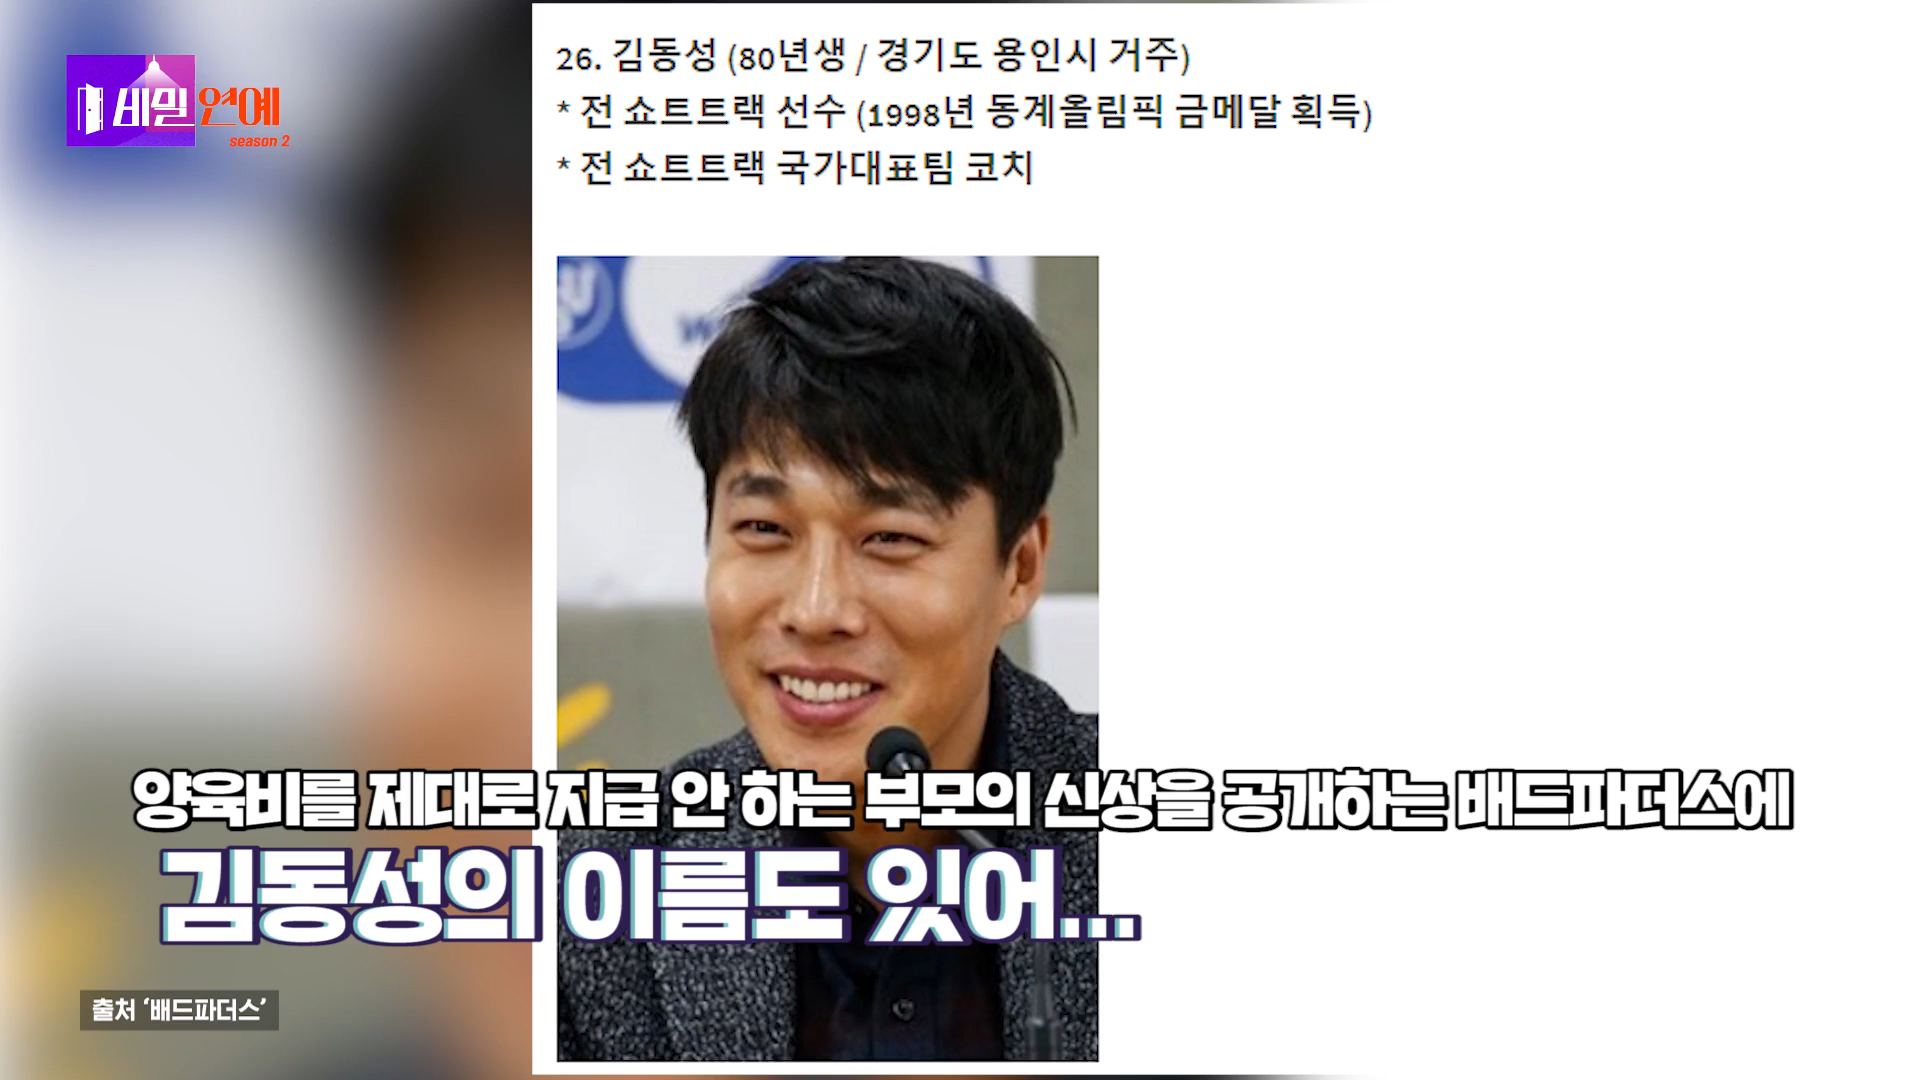 비밀연예
season 2
26. 김동성 (80년생 / 경기도 용인시 거주)
* 전 쇼트트랙 선수 (1998년 동계올림픽 금메달 획득)
* 전 쇼트트랙 국가대표팀 코치
양육비를 제대로 지급 안 하는 부모의 신상을 공개하는 배드파더스에
김동성의 이름도 있어...
출처 ‘배드파더스’